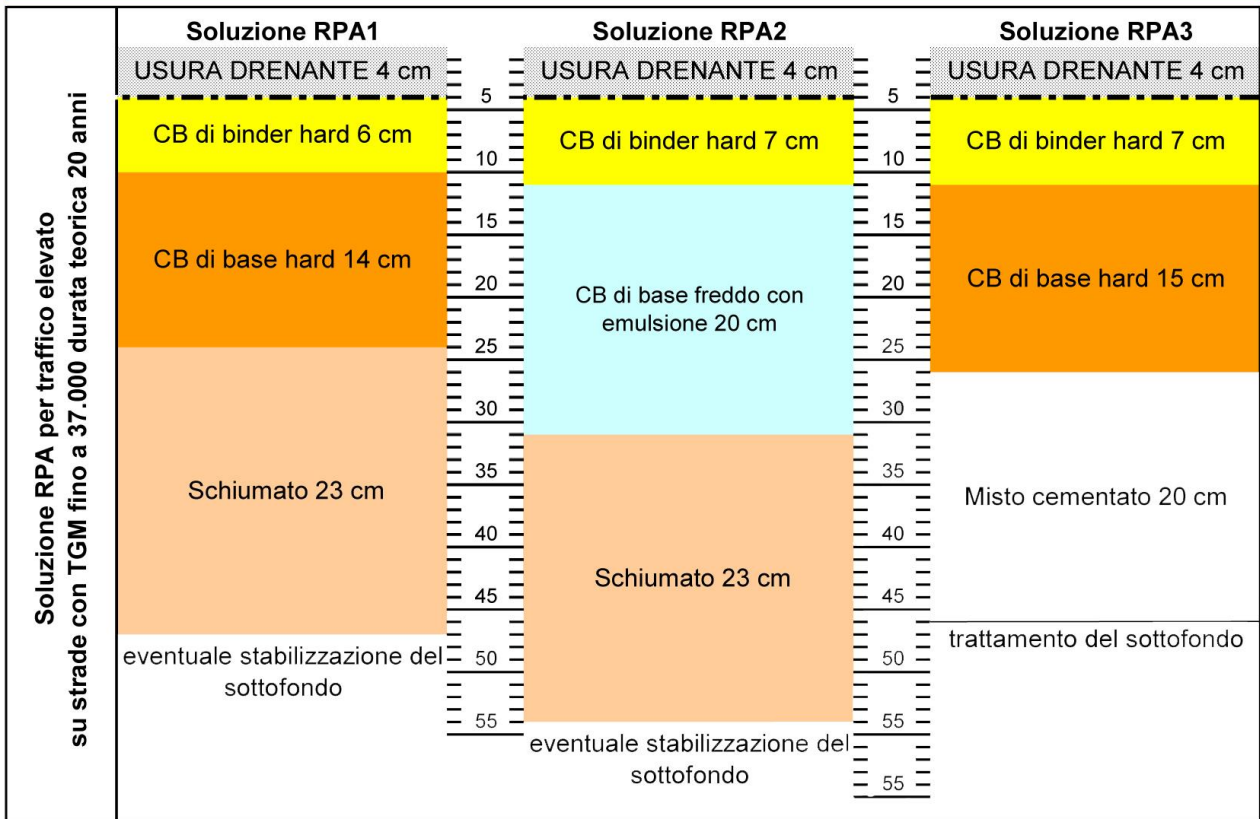 Soluzione RPA per traffico elevato
su strade con TGM fino a 37.000 durata teorica 20 anni
Soluzione RPA1
USURA DRENANTE 4 cm
CB di binder hard 6 cm
CB di base hard 14 cm
Schiumato 23 cm
eventuale stabilizzazione del
sottofondo
5
10
15
20
25
30
35
40
45
50
55
Soluzione RPA2
USURA DRENANTE 4 cm
CB di binder hard 7 cm
CB di base freddo con
emulsione 20 cm
Schiumato 23 cm
eventuale stabilizzazione del
sottofondo
5
10
15
20
25
30
35
40
45
50
55
55
Soluzione RPA3
USURA DRENANTE 4 cm
CB di binder hard 7 cm
CB di base hard 15 cm
Misto cementato 20 cm
trattamento del sottofondo